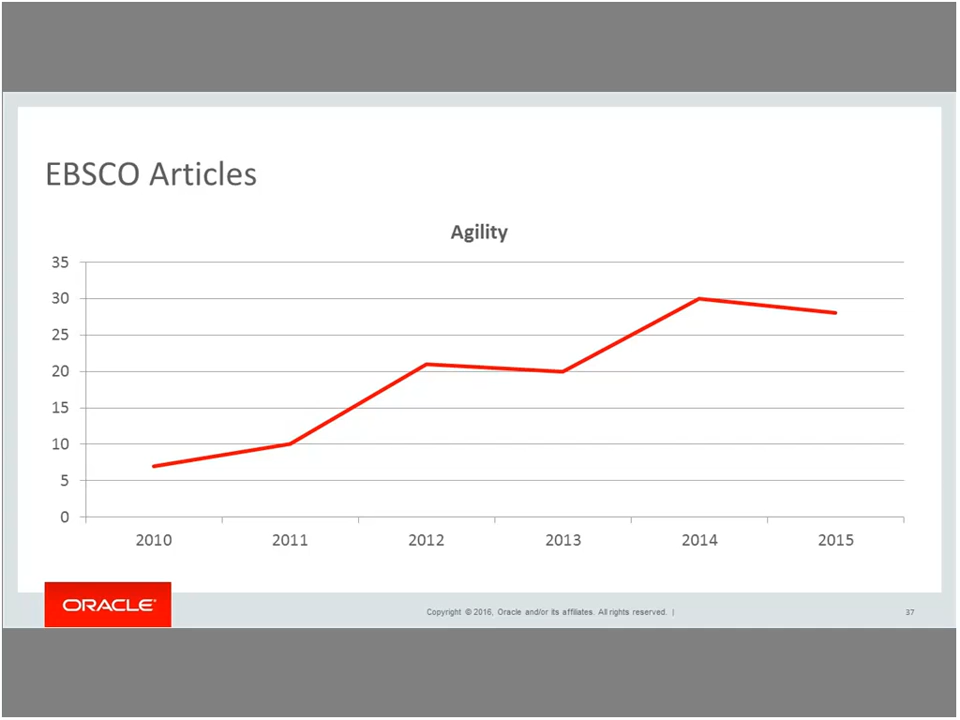 EBSCO Articles
Agility
35
30
25
20
15
10
5
0
2010 2011 2012 2013 2014 2015
ORACLE
Copyright © 2016, Oracle and/or its affiliates. All rights reserved. | 37